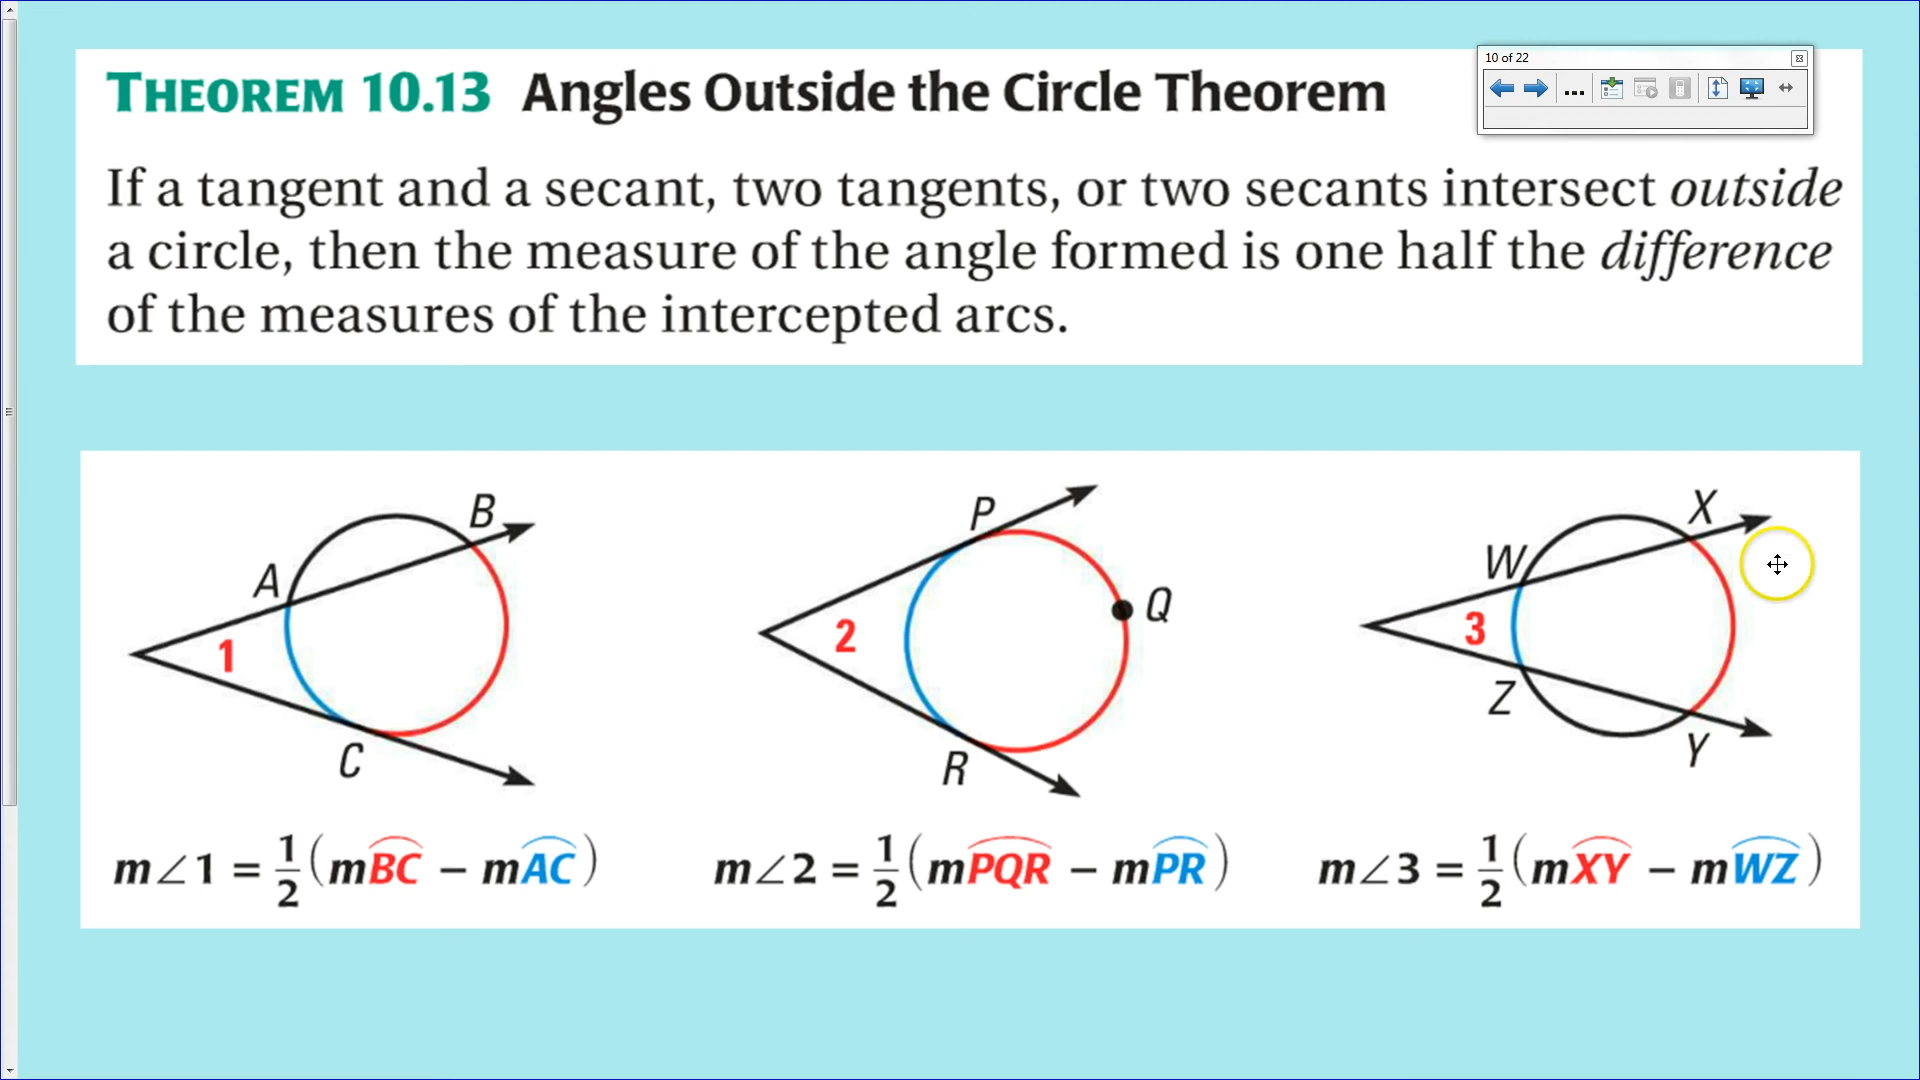 10 of 22
THEOREM 10.13 Angles Outside the Circle Theorem
If a tangent and a secant, two tangents, or two secants intersect outside
a circle, then the measure of the angle formed is one half the difference
of the measures of the intercepted arcs.
A
B
C
1
P
Q
R
2
W
X
Z
Y
3
m∠1 = 1/2 (mBC − mAC)
m∠2 = 1/2 (mPQR − mPR)
m∠3 = 1/2 (mXY − mWZ)